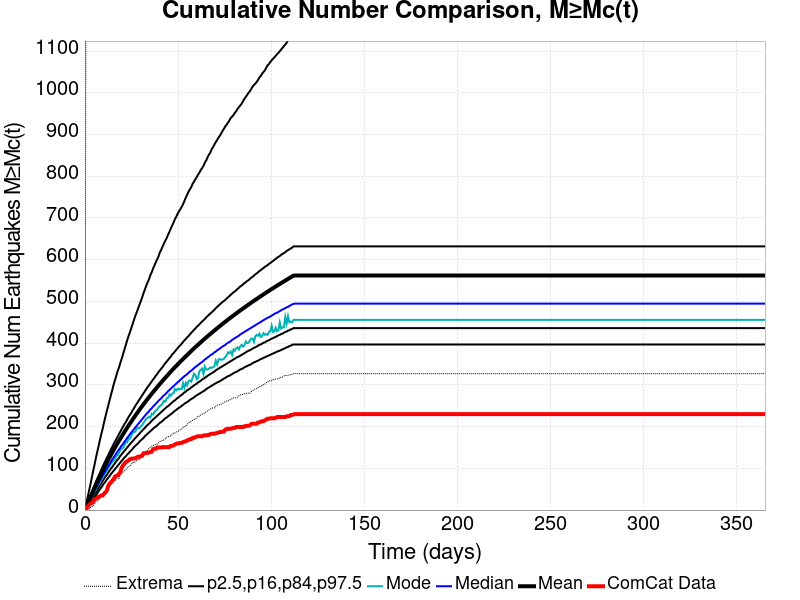 Cumulative Number Comparison, M≥Mc(t)
Cumulative Num Earthquakes M≥Mc(t)
1100
1000
900
800
700
600
500
400
300
200
100
0
0 50 100 150 200 250 300 350
Time (days)
Extrema p2.5,p16,p84,p97.5 Mode Median Mean ComCat Data